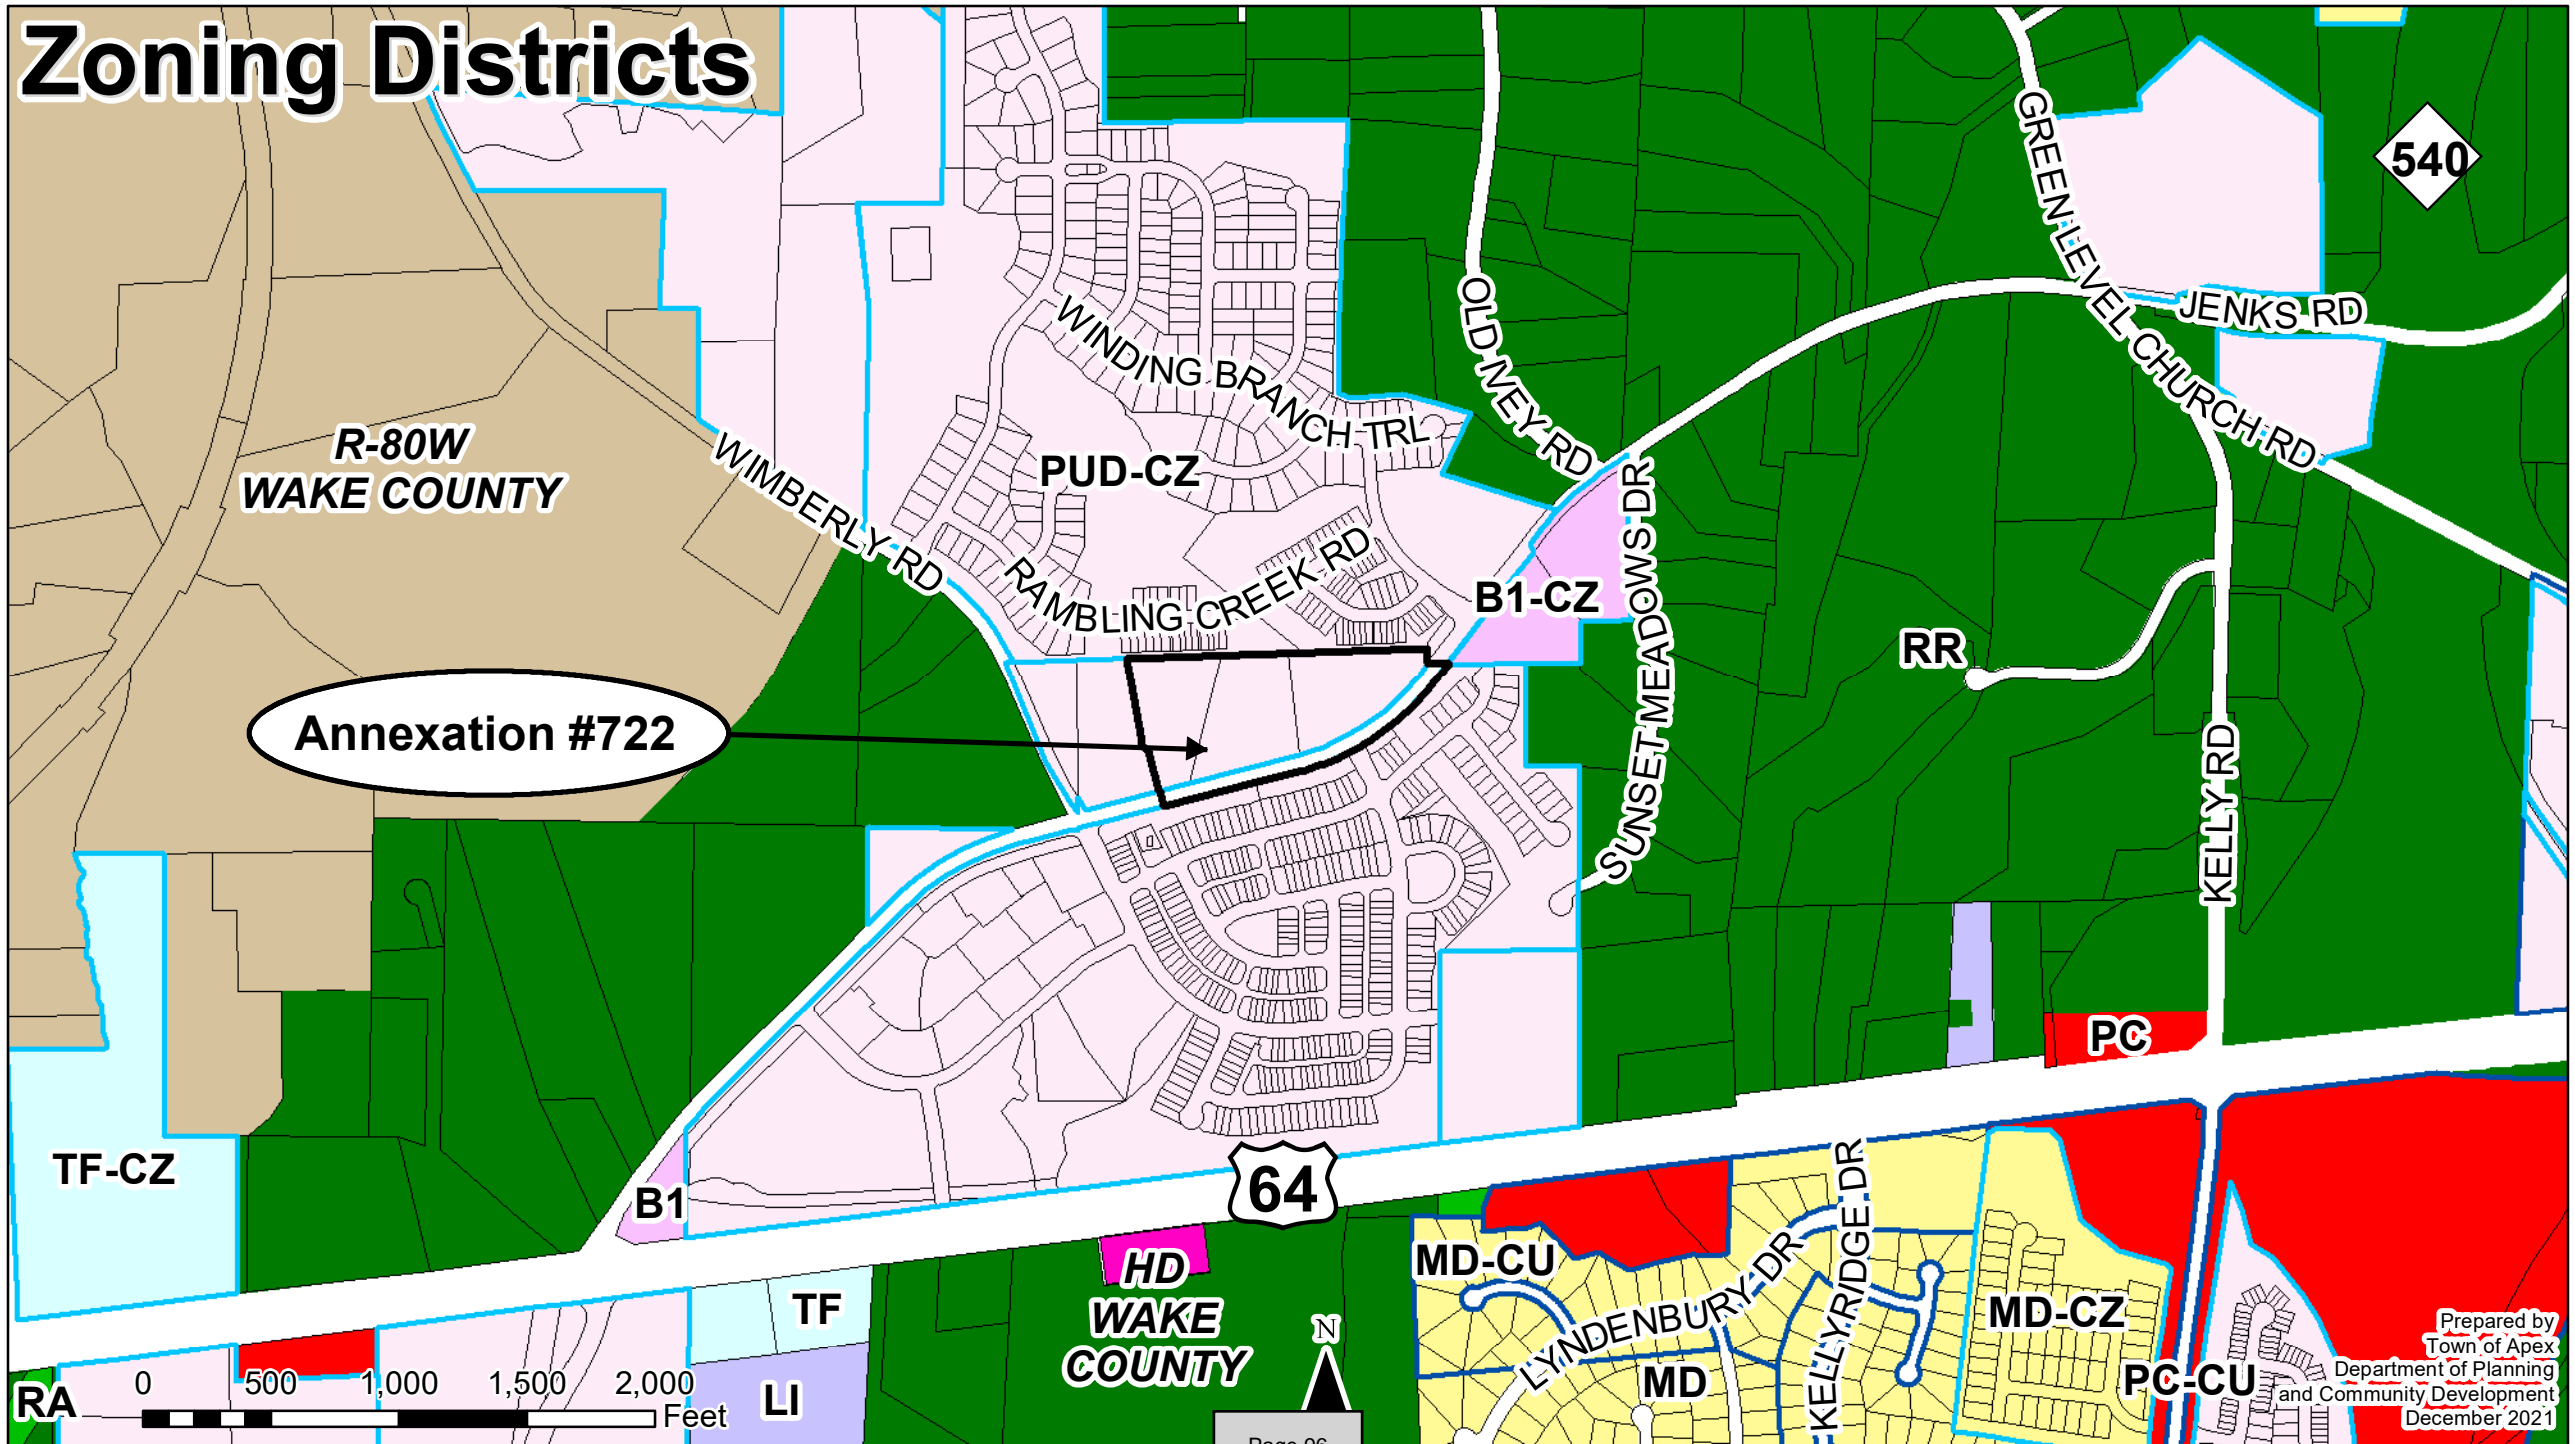 Zoning Districts
540
GREEN LEVEL CHURCH RD
JENKS RD
OLD IVEY RD
WINDING BRANCH TRL
R-80W
WAKE COUNTY
WIMBERLY RD
PUD-CZ
SUNSET MEADOWS DR
RAMBLING CREEK RD
B1-CZ
RR
Annexation #722
KELLY RD
PC
TF-CZ
B1
64
KELLYRIDGE DR
HD
WAKE
COUNTY
MD-CU
LYNDENBURY DR
TF
MD-CZ
N
MD
PC-CU
RA
0 500 1,000 1,500 2,000
Feet
LI
Prepared by
Town of Apex
Department of Planning
and Community Development
December 2021